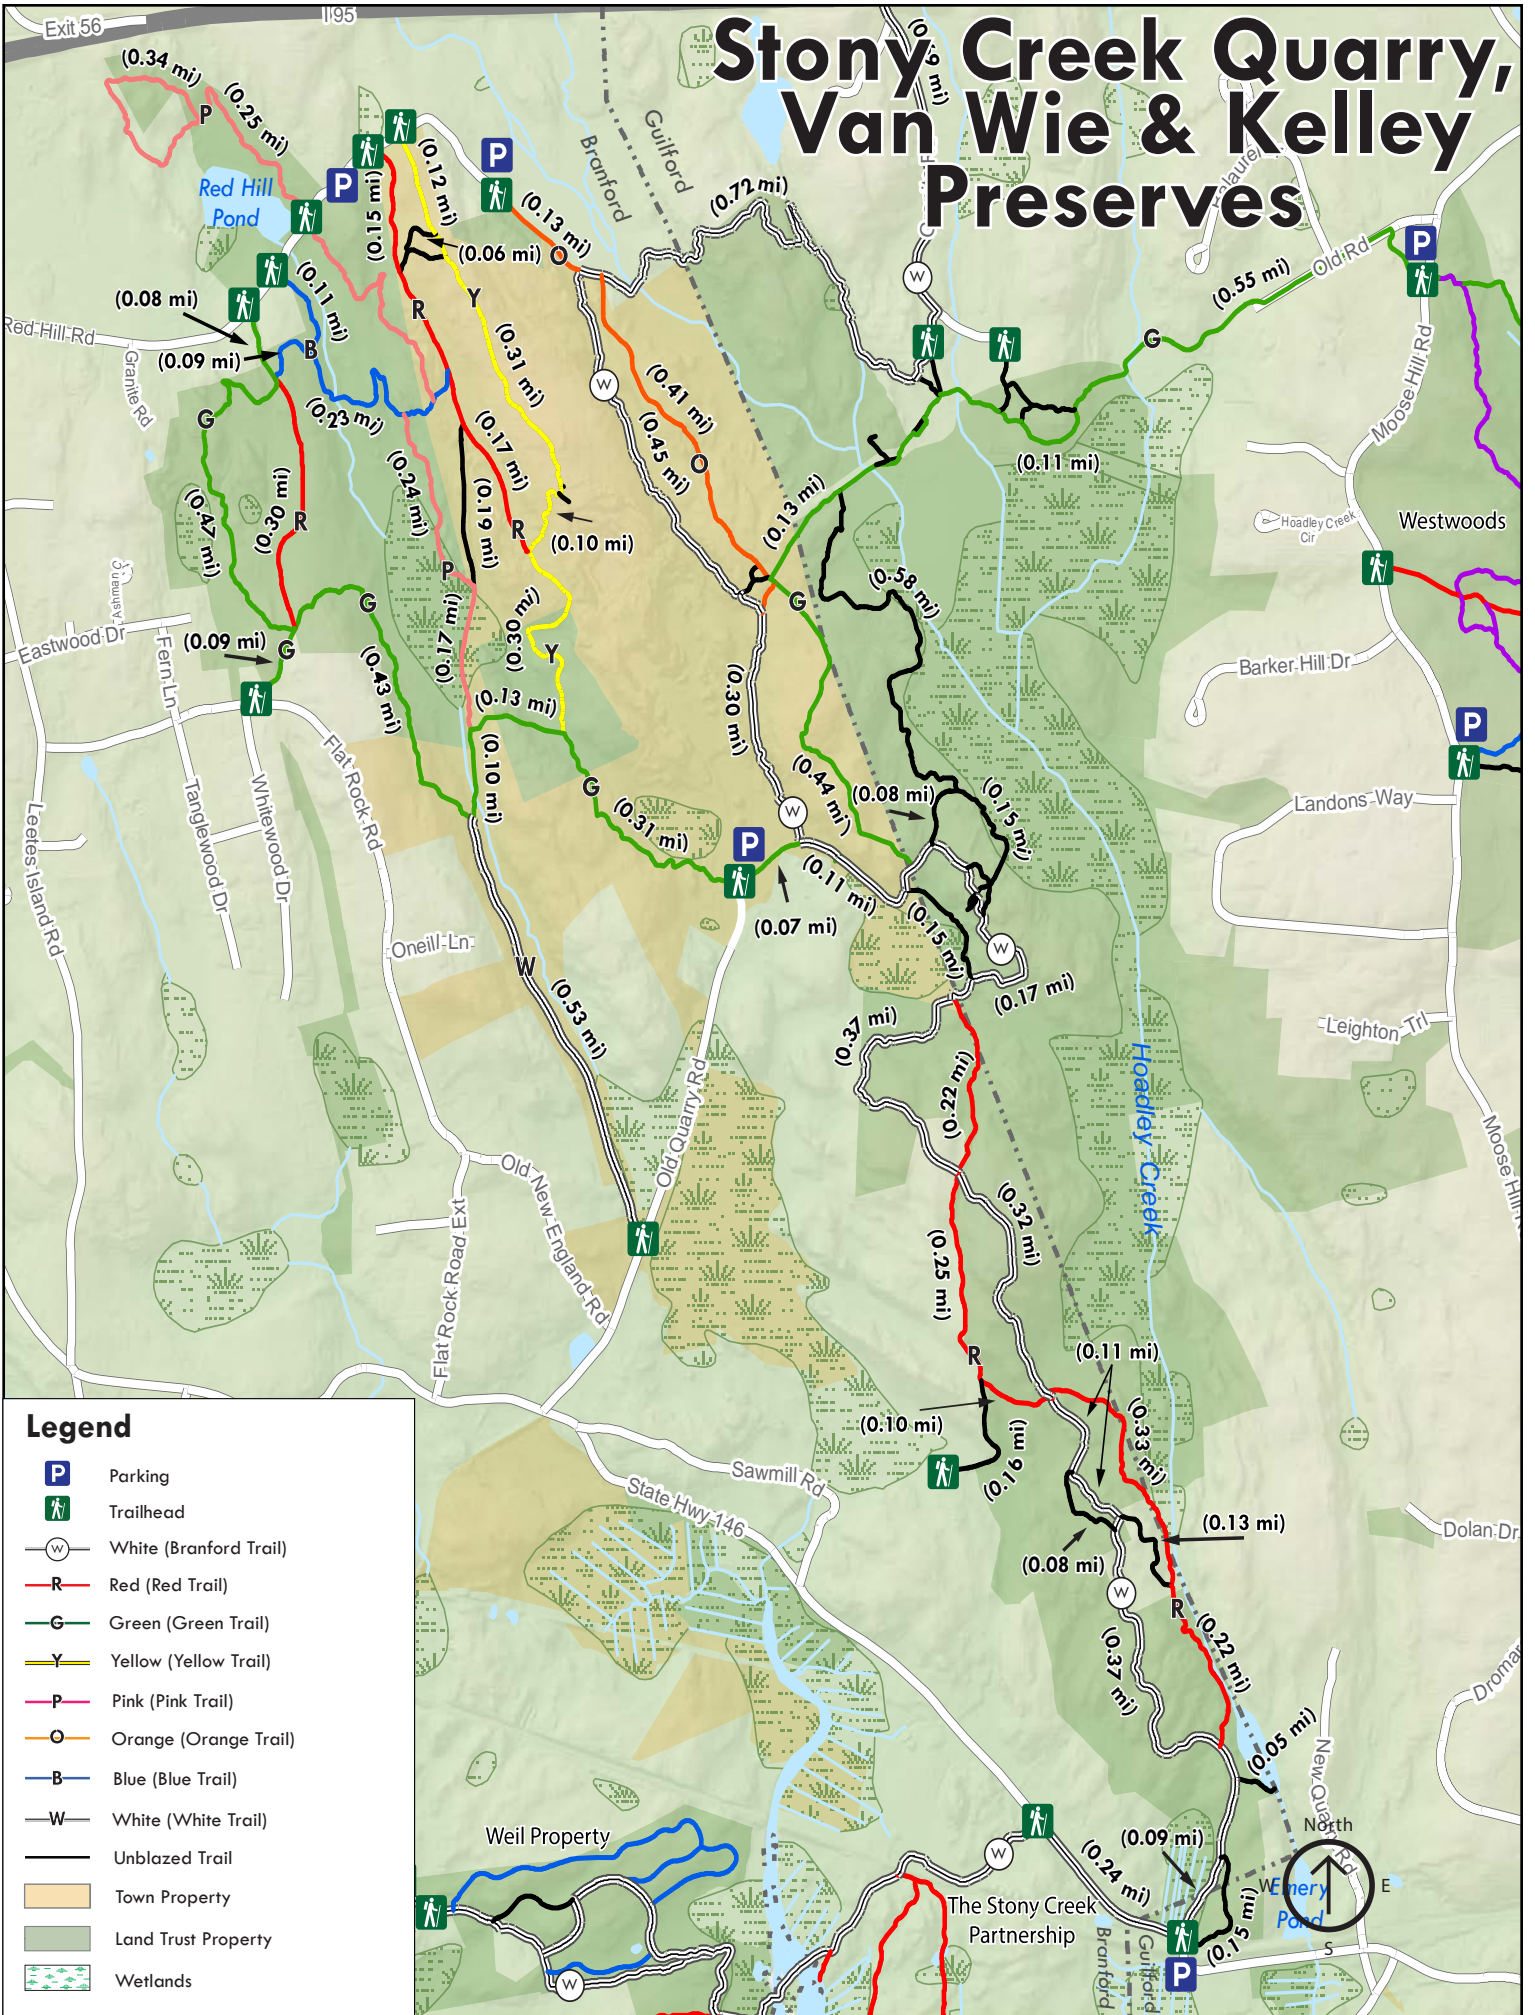 Stony Creek Quarry,
Van Wie & Kelley
Preserves
Exit 56
I 95
(0.34 mi)
P
(0.25 mi)
Red Hill
Pond
P
P
(0.15 mi)
(0.12 mi)
(0.06 mi)
(0.13 mi)
O
Branford
Guilford
(0.72 mi)
W
(0.08 mi)
(0.11 mi)
Red Hill Rd
(0.09 mi)
B
R
Y
Granite Rd
G
(0.23 mi)
(0.31 mi)
W
(0.41 mi)
(0.45 mi)
O
(0.17 mi)
(0.24 mi)
(0.19 mi)
R
(0.10 mi)
(0.42 mi)
(0.30 mi)
R
P
(0.13 mi)
G
(0.11 mi)
(0.55 mi)
Old Rd
P
Moose Hill Rd
Hoadley Creek
Cir
Westwoods
(0.58 mi)
G
G
(0.17 mi)
(0.30 mi)
Y
Eastwood Dr
(0.09 mi)
G
Fern Ln
(0.43 mi)
(0.13 mi)
(0.30 mi)
Barker Hill Dr
P
Flat Rock Rd
(0.10 mi)
G
(0.31 mi)
W
(0.44 mi)
(0.08 mi)
(0.15 mi)
Landons Way
Leetes Island Rd
Tanglewood Dr
Whitewood Dr
P
(0.11 mi)
(0.07 mi)
(0.15 mi)
W
(0.17 mi)
Oneill Ln
W
(0.53 mi)
(0.37 mi)
Leighton Trl
(0.22 mi)
Hoadley Creek
Old Quarry Rd
Moose Hill
Old New England Rd
Flat Rock Road Ext
(0.32 mi)
(0.25 mi)
R
(0.11 mi)
(0.10 mi)
(0.33 mi)
(0.16 mi)
Sawmill Rd
State Hwy 146
(0.13 mi)
Dolan Dr
(0.08 mi)
W
R
(0.22 mi)
(0.37 mi)
(0.05 mi)
New Quarry Rd
Weil Property
W
(0.09 mi)
(0.24 mi)
(0.15 mi)
The Stony Creek
Partnership
Branford
Guilford
P
W
Emery
Pond
North
W
E
S
Legend
P Parking
Trailhead
W White (Branford Trail)
R Red (Red Trail)
G Green (Green Trail)
Y Yellow (Yellow Trail)
P Pink (Pink Trail)
O Orange (Orange Trail)
B Blue (Blue Trail)
W White (White Trail)
Unblazed Trail
Town Property
Land Trust Property
Wetlands